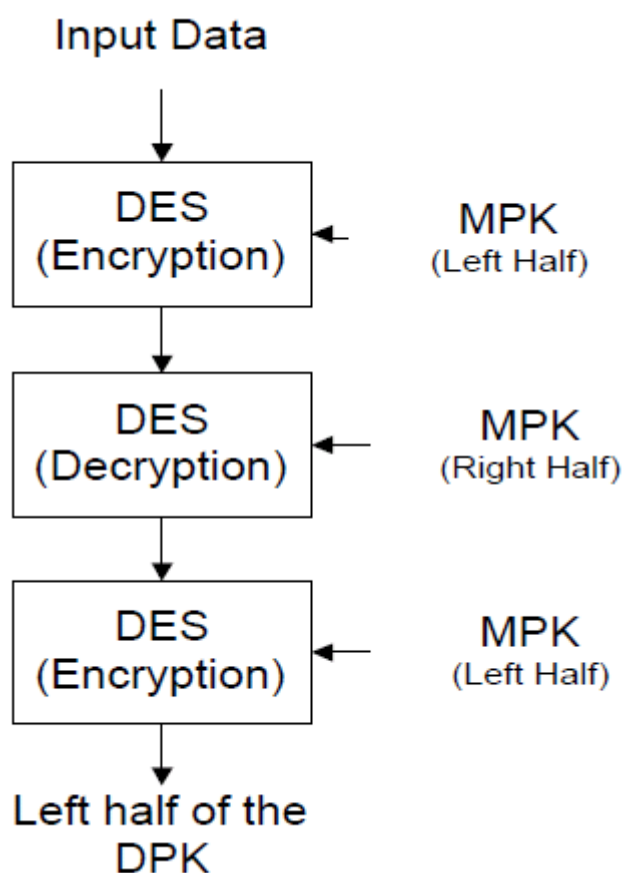 Input Data
DES
(Encryption)
MPK
(Left Half)
DES
(Decryption)
MPK
(Right Half)
DES
(Encryption)
MPK
(Left Half)
Left half of the
DPK